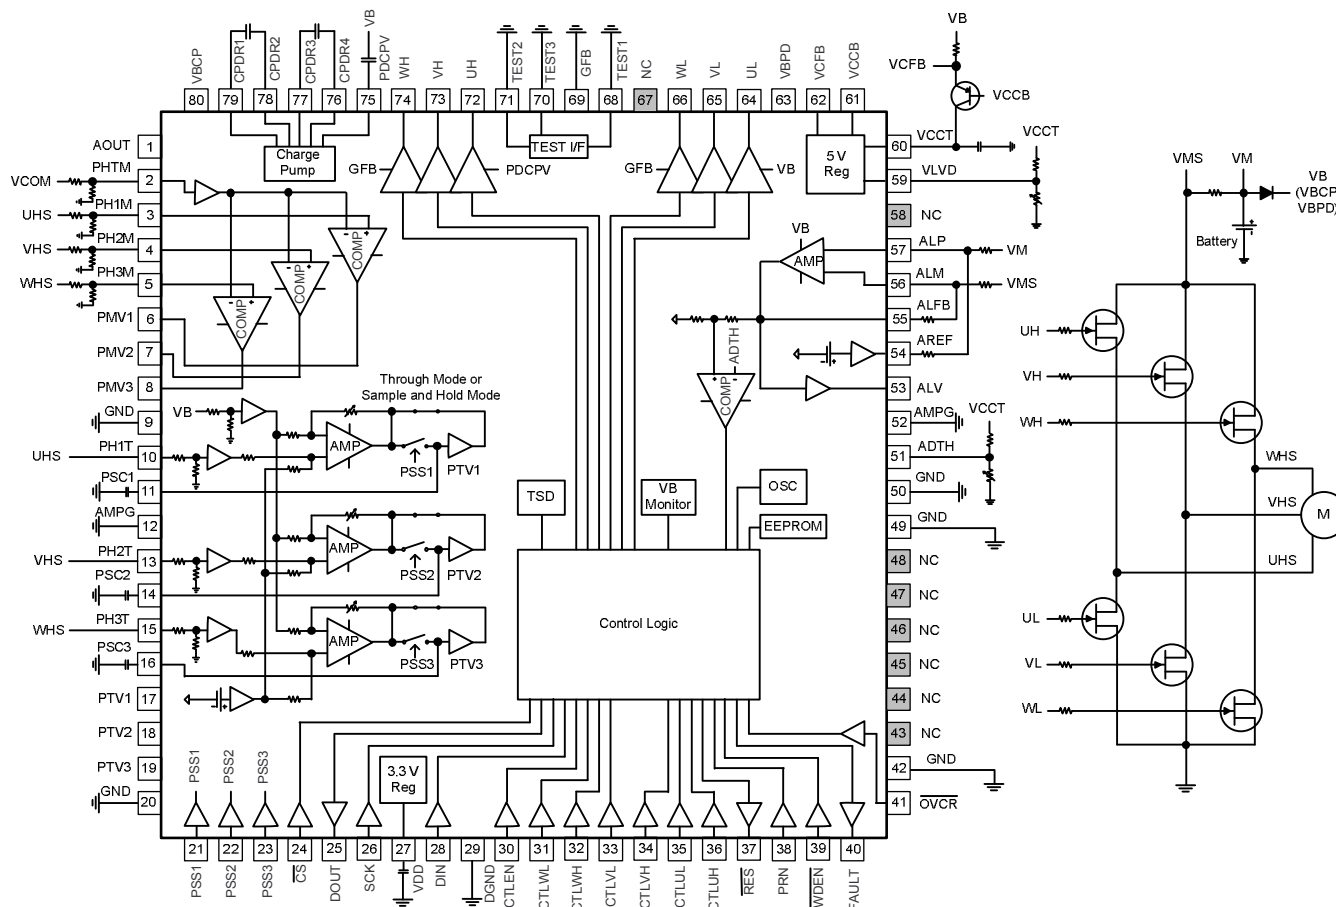 VBCP
CPDR1
CPDR2
CPDR3
CPDR4
VB
PDCPV
WH
VH
UH
TEST2
TEST3
GFB
TEST1
NC
WL
VL
UL
VBPD
VCFB
VCCB
80 79 78 77 76 75 74 73 72 71 70 69 68 67 66 65 64 63 62 61
Charge
Pump
GFB
PDCPV
TEST I/F
GFB
VB
5 V
Reg
AOUT 1
VCOM PHTM 2
UHS PH1M 3
VHS PH2M 4
WHS PH3M 5
PMV1 6
PMV2 7
PMV3 8
GND 9
UHS PH1T 10
PSC1 11
AMPG 12
VHS PH2T 13
PSC2 14
WHS PH3T 15
PSC3 16
PTV1 17
PTV2 18
PTV3 19
GND 20
- +
COMP
- +
COMP
- +
COMP
Through Mode or
Sample and Hold Mode
VB
AMP
PSS1
PTV1
AMP
PSS2
PTV2
AMP
PSS3
PTV3
+
VB
AMP
ADTH
+ -
COMP
- +
TSD
VB
Monitor
OSC
EEPROM
Control Logic
3.3 V
Reg
PSS1
PSS2
PSS3
21 22 23 24 25 26 27 28 29 30 31 32 33 34 35 36 37 38 39 40
PSS1
PSS2
PSS3
CS
DOUT
SCK
VDD
DIN
DGND
CTLEN
CTLWL
CTLWH
CTLVL
CTLVH
CTLUL
CTLUH
RES
PRN
WDEN
FAULT
60 VCCT
59 VLVD
58 NC
57 ALP VM
56 ALM VMS
55 ALFB
54 AREF
53 ALV
52 AMPG
51 ADTH
50 GND
49 GND
48 NC
47 NC
46 NC
45 NC
44 NC
43 NC
42 GND
41 OVCR
VB
VCFB
VCCB
VCCT
VCCT
VMS
VM
VB
(VBCP
VBPD)
Battery
+
-
UH
VH
WH
WHS
VHS
M
UHS
UL
VL
WL